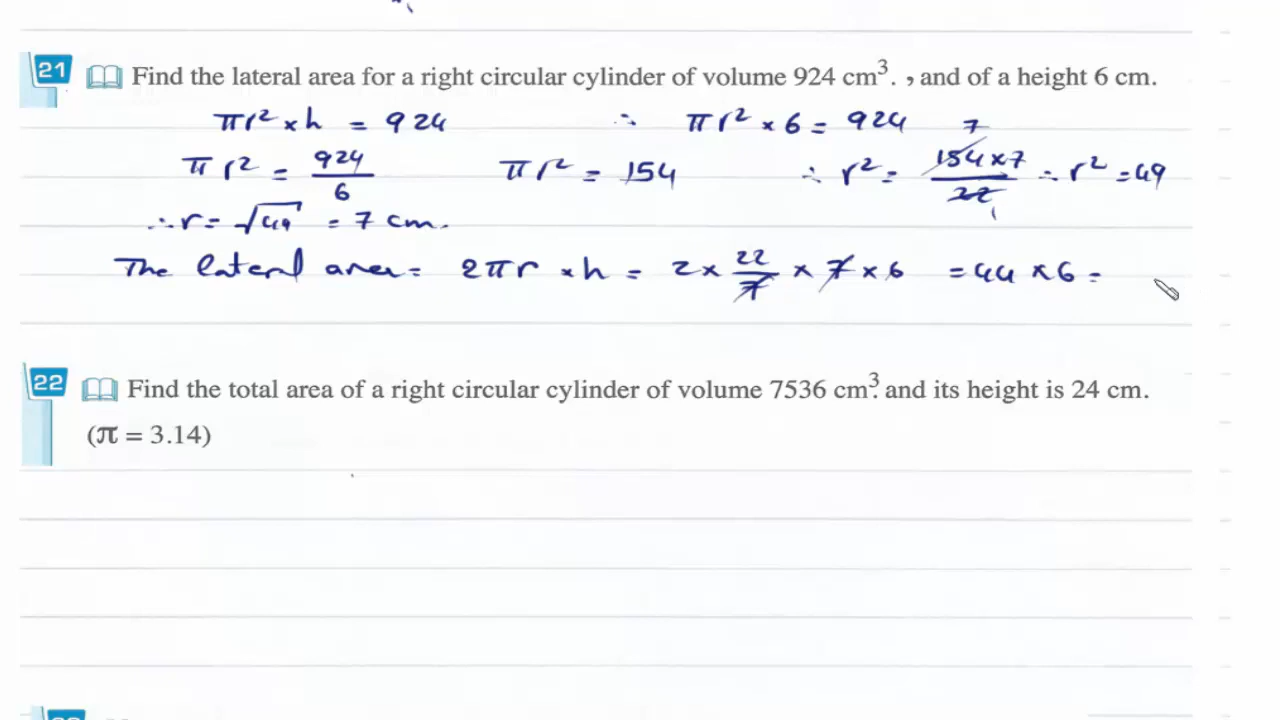 21 Find the lateral area for a right circular cylinder of volume 924 cm³. , and of a height 6 cm.
πr² × h = 924 ∴ πr² × 6 = 924
πr² = 924/6 πr² = 154 ∴ r² = 154 × 7/22 7 1 ∴ r² = 49
∴ r = √49 = 7 cm.
The lateral area = 2πr × h = 2 × 22/7 × 7 × 6 = 44 × 6 =
22 Find the total area of a right circular cylinder of volume 7536 cm³. and its height is 24 cm.
(π = 3.14)